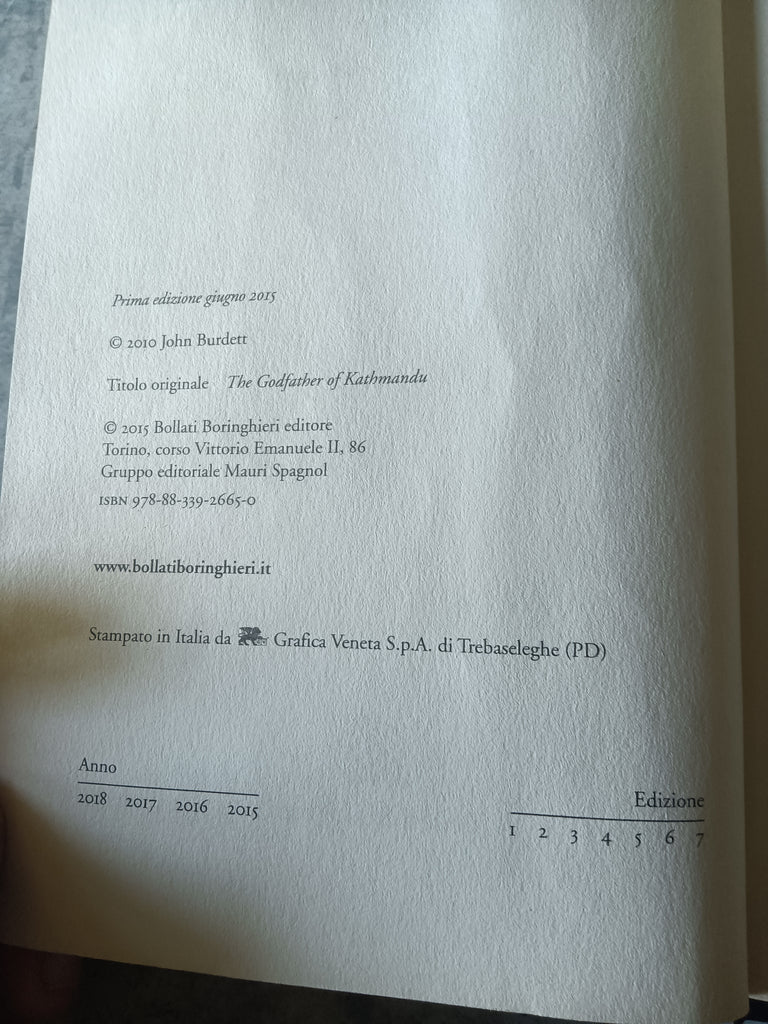 Prima edizione giugno 2015
© 2010 John Burdett
Titolo originale The Godfather of Kathmandu
© 2015 Bollati Boringhieri editore
Torino, corso Vittorio Emanuele II, 86
Gruppo editoriale Mauri Spagnol
ISBN 978-88-339-2665-0
www.bollatiboringhieri.it
Stampato in Italia da Grafica Veneta S.p.A. di Trebaseleghe (PD)
Anno
2018 2017 2016 2015
Edizione
1 2 3 4 5 6 7